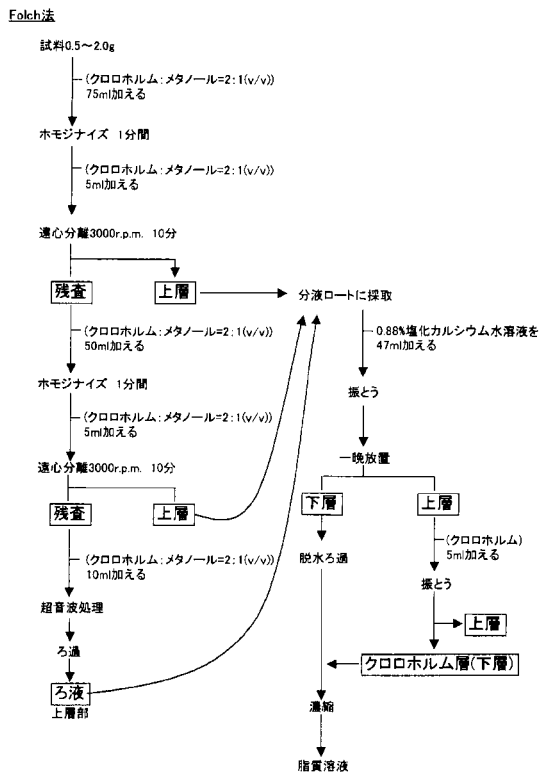 Folch法
試料0.5～2.0g
(クロロホルム:メタノール=2:1(v/v))
75ml加える
ホモジナイズ 1分間
(クロロホルム:メタノール=2:1(v/v))
5ml加える
遠心分離3000r.p.m. 10分
残査
上層
(クロロホルム:メタノール=2:1(v/v))
50ml加える
ホモジナイズ 1分間
(クロロホルム:メタノール=2:1(v/v))
5ml加える
遠心分離3000r.p.m. 10分
残査
上層
(クロロホルム:メタノール=2:1(v/v))
10ml加える
超音波処理
ろ過
ろ液
上層部
分液ロートに採取
0.88%塩化カルシウム水溶液を
47ml加える
振とう
一晩放置
下層
上層
脱水ろ過
(クロロホルム)
5ml加える
振とう
上層
クロロホルム層(下層)
濃縮
脂質溶液